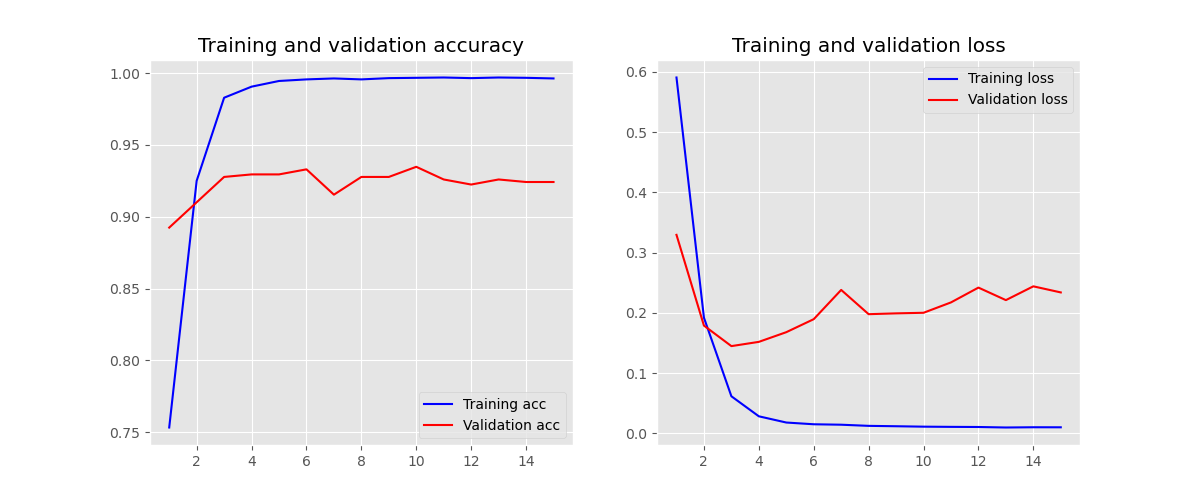 Training and validation accuracy
1.00
0.95
0.90
0.85
0.80
0.75
2 4 6 8 10 12 14
Training acc
Validation acc
Training and validation loss
0.6
0.5
0.4
0.3
0.2
0.1
0.0
2 4 6 8 10 12 14
Training loss
Validation loss